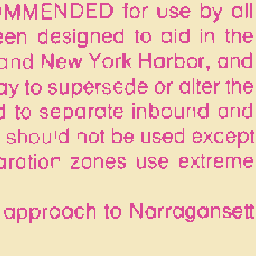 OMMENDED for use by all
een designed to aid in the
and New York Harbor, and
ay to supersede or alter the
d to separate inbound and
should not be used except
aration zones use extreme
approach to Narragansett